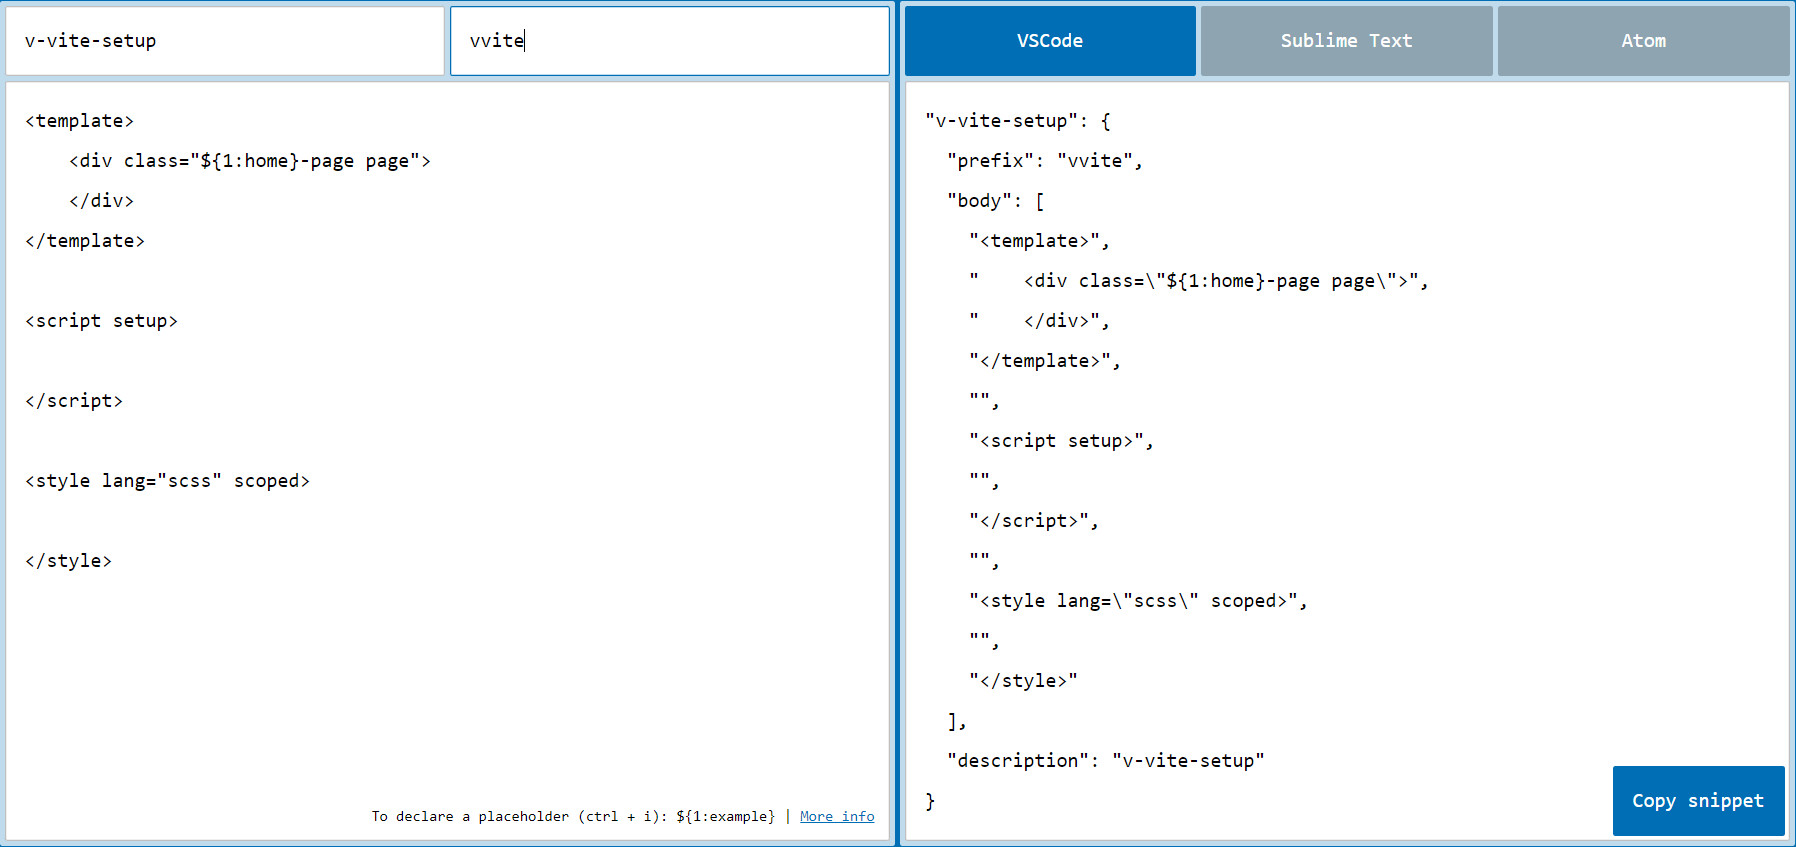 v-vite-setup
vvite
<template>
    <div class="${1:home}-page page">
    </div>
</template>

<script setup>

</script>

<style lang="scss" scoped>

</style>
To declare a placeholder (ctrl + i): ${1:example} | More info
VSCode
Sublime Text
Atom
"v-vite-setup": {
  "prefix": "vvite",
  "body": [
    "<template>",
    "    <div class=\"${1:home}-page page\">",
    "    </div>",
    "</template>",
    "",
    "<script setup>",
    "",
    "</script>",
    "",
    "<style lang=\"scss\" scoped>",
    "",
    "</style>"
  ],
  "description": "v-vite-setup"
}
Copy snippet